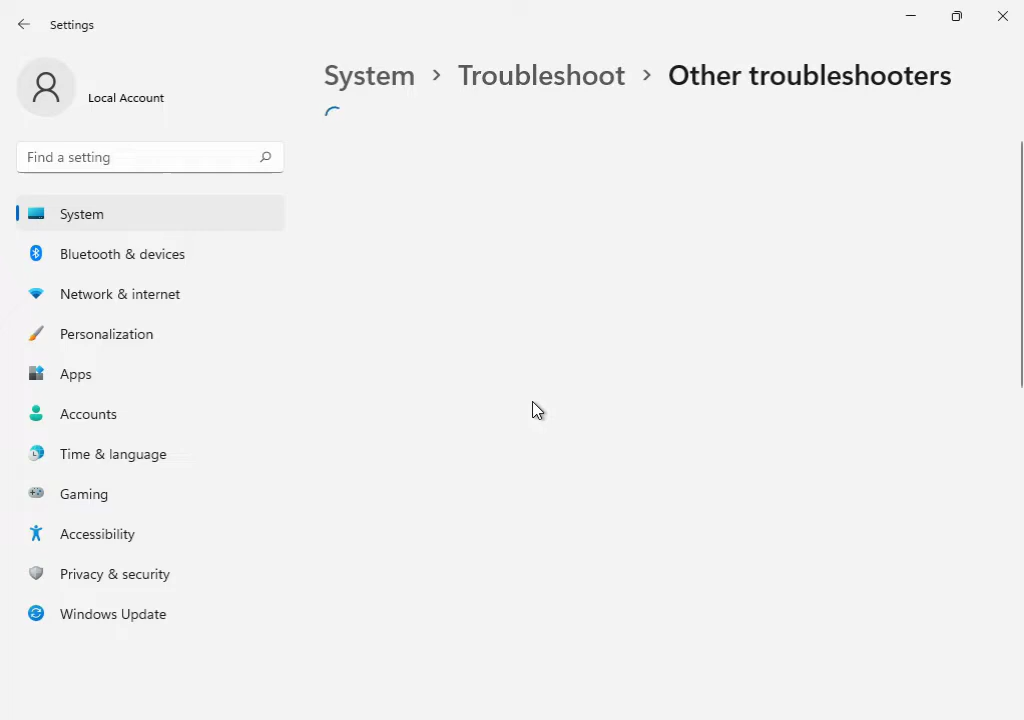 Settings
Local Account
Find a setting
System
Bluetooth & devices
Network & internet
Personalization
Apps
Accounts
Time & language
Gaming
Accessibility
Privacy & security
Windows Update
System › Troubleshoot › Other troubleshooters